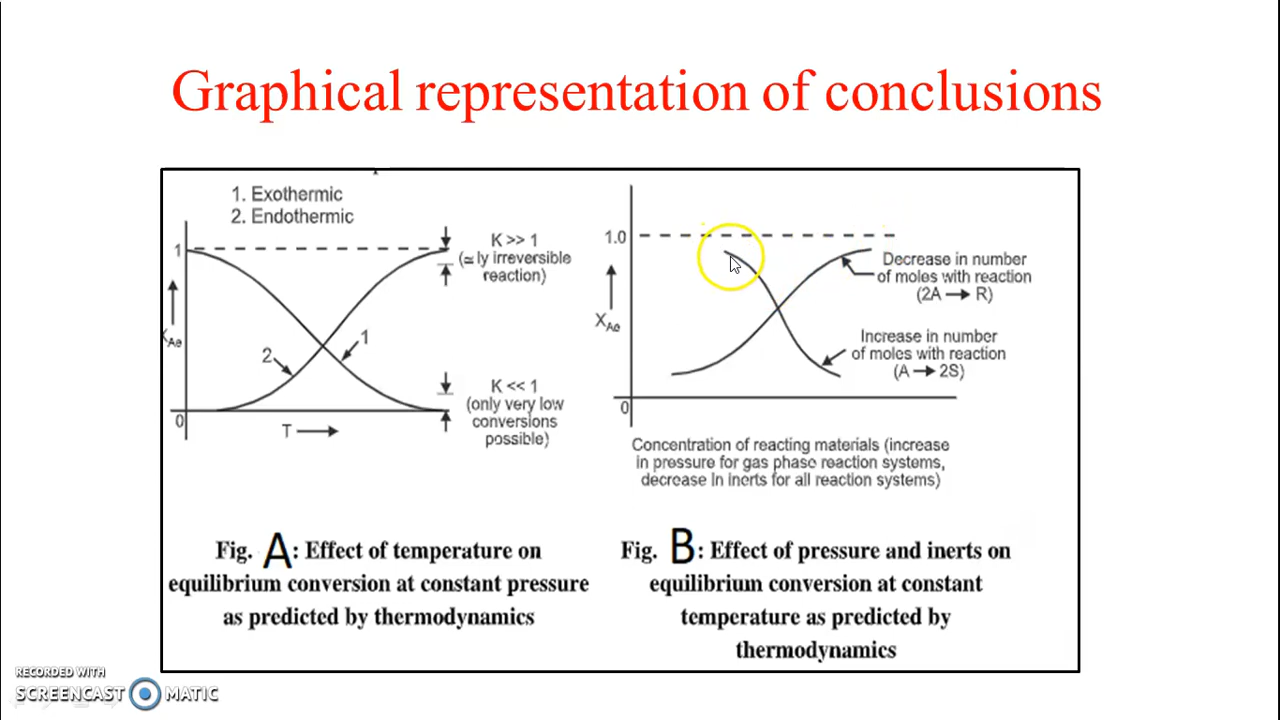 Graphical representation of conclusions
1. Exothermic
2. Endothermic
1
K >> 1
(≃ly irreversible
reaction)
XAe
2
1
K << 1
(only very low
conversions
possible)
0
T
Fig. A: Effect of temperature on
equilibrium conversion at constant pressure
as predicted by thermodynamics
1.0
Decrease in number
of moles with reaction
(2A → R)
XAe
Increase in number
of moles with reaction
(A → 2S)
0
Concentration of reacting materials (increase
in pressure for gas phase reaction systems,
decrease in inerts for all reaction systems)
Fig. B: Effect of pressure and inerts on
equilibrium conversion at constant
temperature as predicted by
thermodynamics
RECORDED WITH
SCREENCAST MATIC